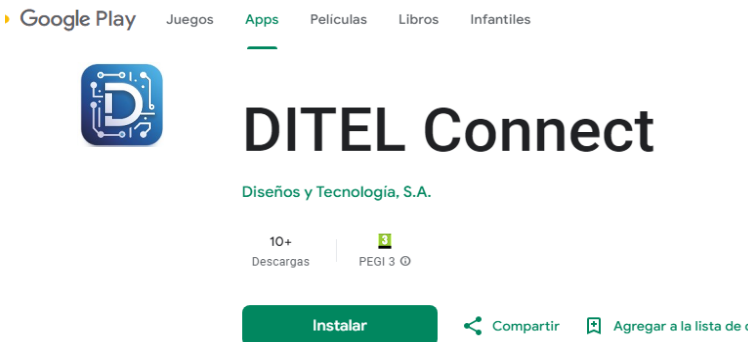 Google Play Juegos Apps Películas Libros Infantiles
D
DITEL Connect
Diseños y Tecnología, S.A.
10+ 3
Descargas PEGI 3
Instalar Compartir Agregar a la lista de